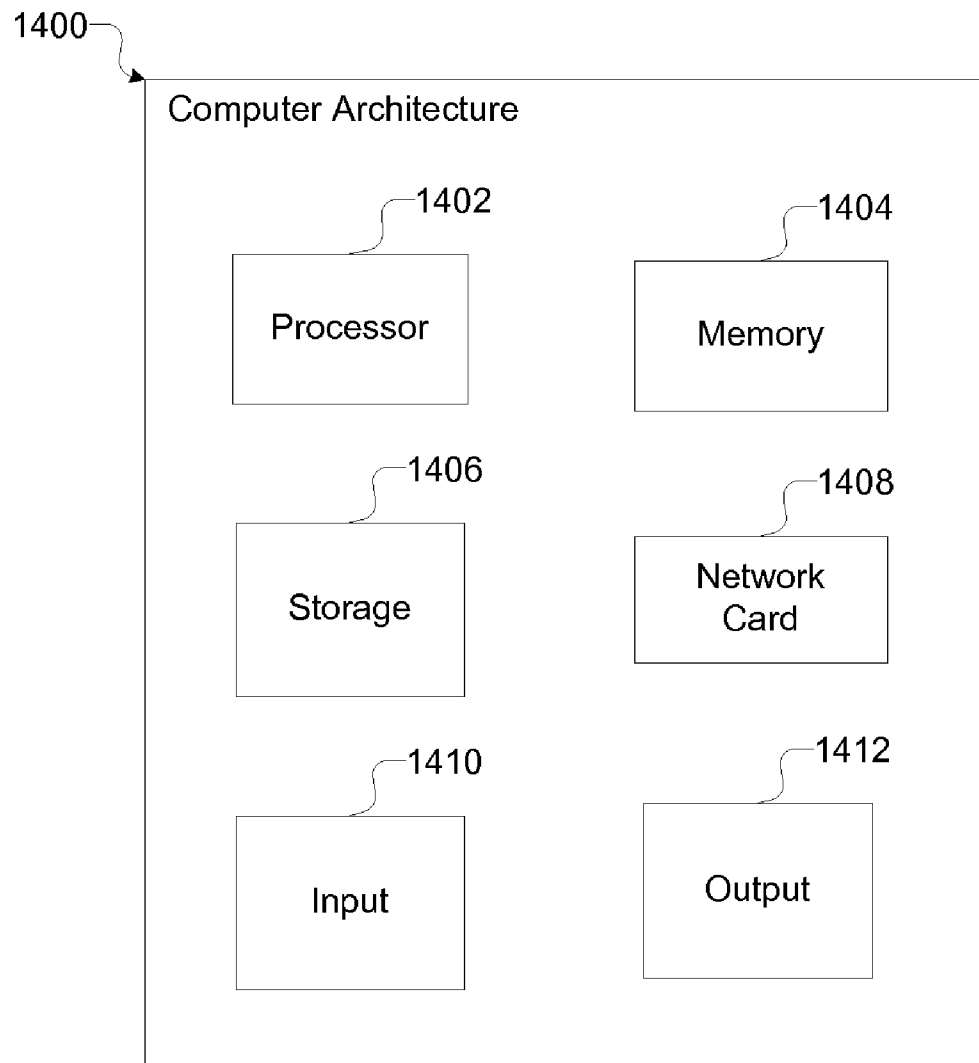 1400
Computer Architecture
1402
1404
Processor
Memory
1406
1408
Storage
Network
Card
1410
1412
Input
Output